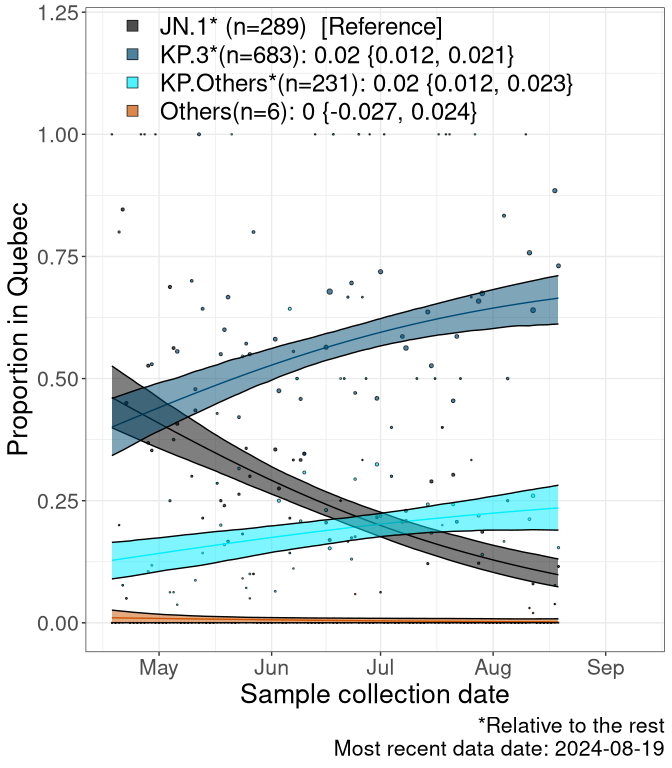 JN.1* (n=289)  [Reference]
KP.3*(n=683): 0.02 {0.012, 0.021}
KP.Others*(n=231): 0.02 {0.012, 0.023}
Others(n=6): 0 {-0.027, 0.024}
1.25
1.00
0.75
0.50
0.25
0.00
Proportion in Quebec
May Jun Jul Aug Sep
Sample collection date
*Relative to the rest
Most recent data date: 2024-08-19